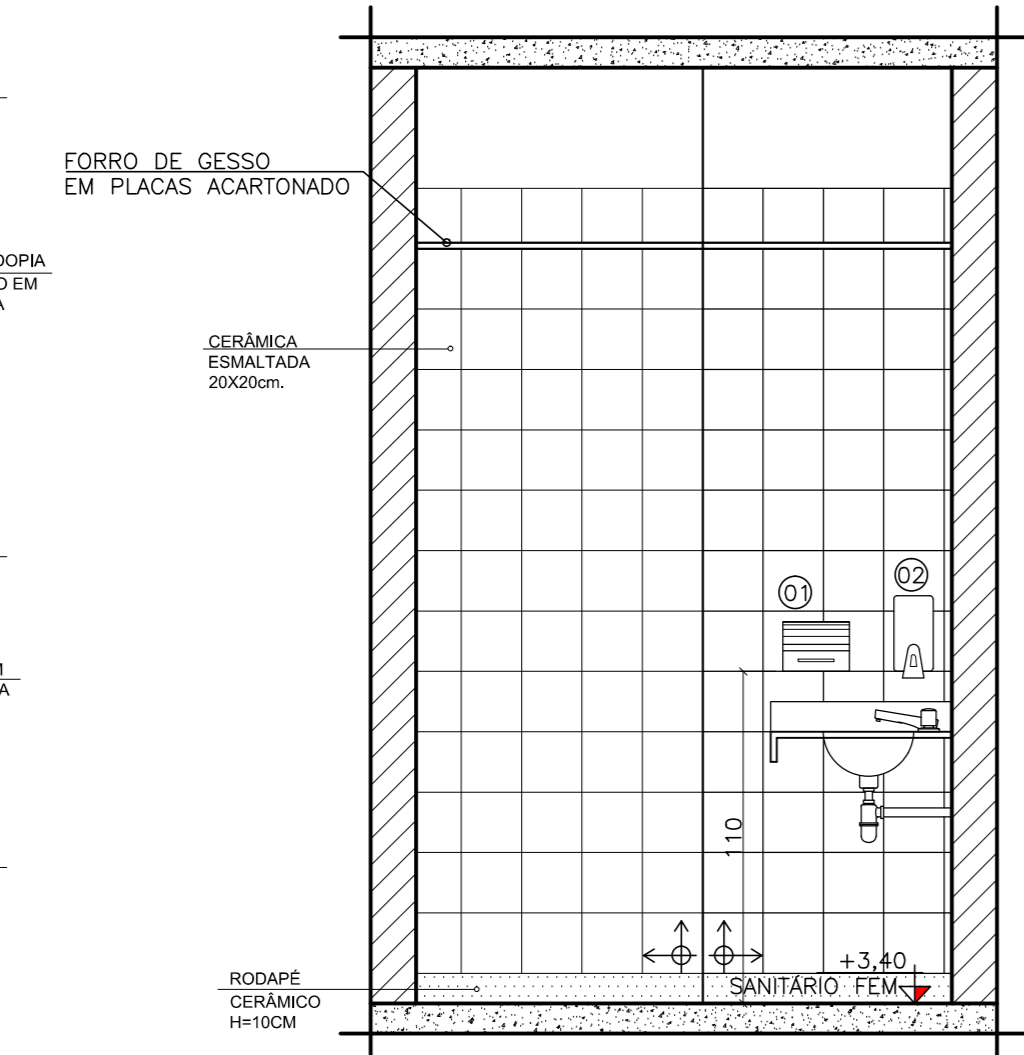 FORRO DE GESSO
EM PLACAS ACARTONADO
CERÂMICA
ESMALTADA
20X20cm.
EM
01
02
110
+3,40
SANITÁRIO FEM
RODAPÉ
CERÂMICO
H=10CM